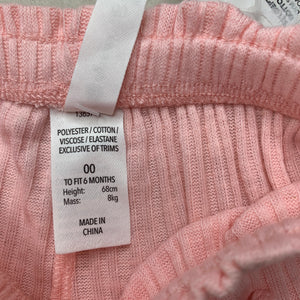 POLYESTER / COTTON /
VISCOSE / ELASTANE
EXCLUSIVE OF TRIMS
00
TO FIT 6 MONTHS
Height: 68cm
Mass: 8kg
MADE IN
CHINA